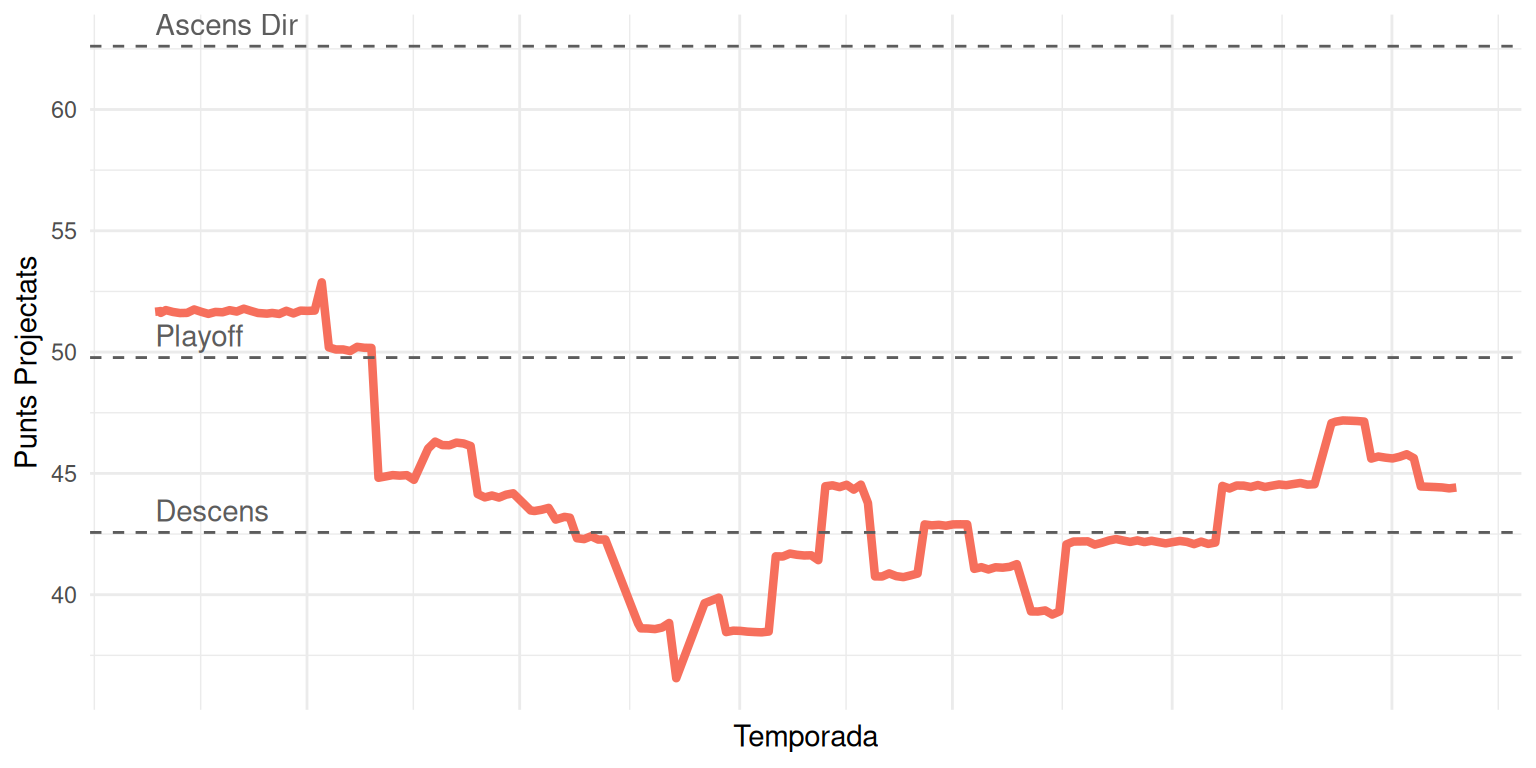 Ascens Dir
60
55
Playoff
50
45
Descens
40
Punts Projectats
Temporada